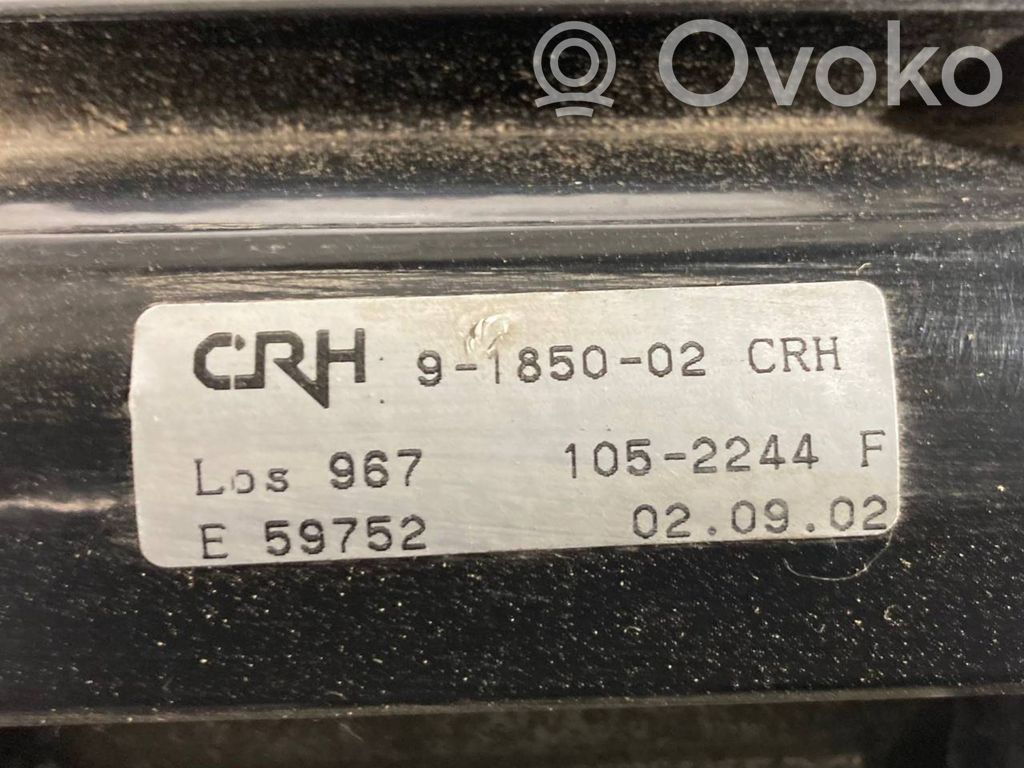 Ovoko
CRH 9-1850-02 CRH
Los 967 105-2244 F
E 59752 02.09.02